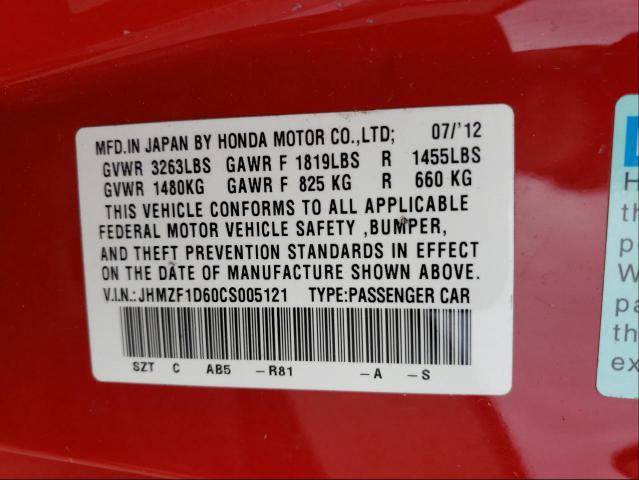 MFD.IN JAPAN BY HONDA MOTOR CO.,LTD; 07/'12
GVWR 3263LBS GAWR F 1819LBS R 1455LBS
GVWR 1480KG GAWR F 825 KG R 660 KG
THIS VEHICLE CONFORMS TO ALL APPLICABLE
FEDERAL MOTOR VEHICLE SAFETY ,BUMPER,
AND THEFT PREVENTION STANDARDS IN EFFECT
ON THE DATE OF MANUFACTURE SHOWN ABOVE.
V.I.N.:JHMZF1D60CS005121 TYPE:PASSENGER CAR
SZT C AB5 -R81 -A -S